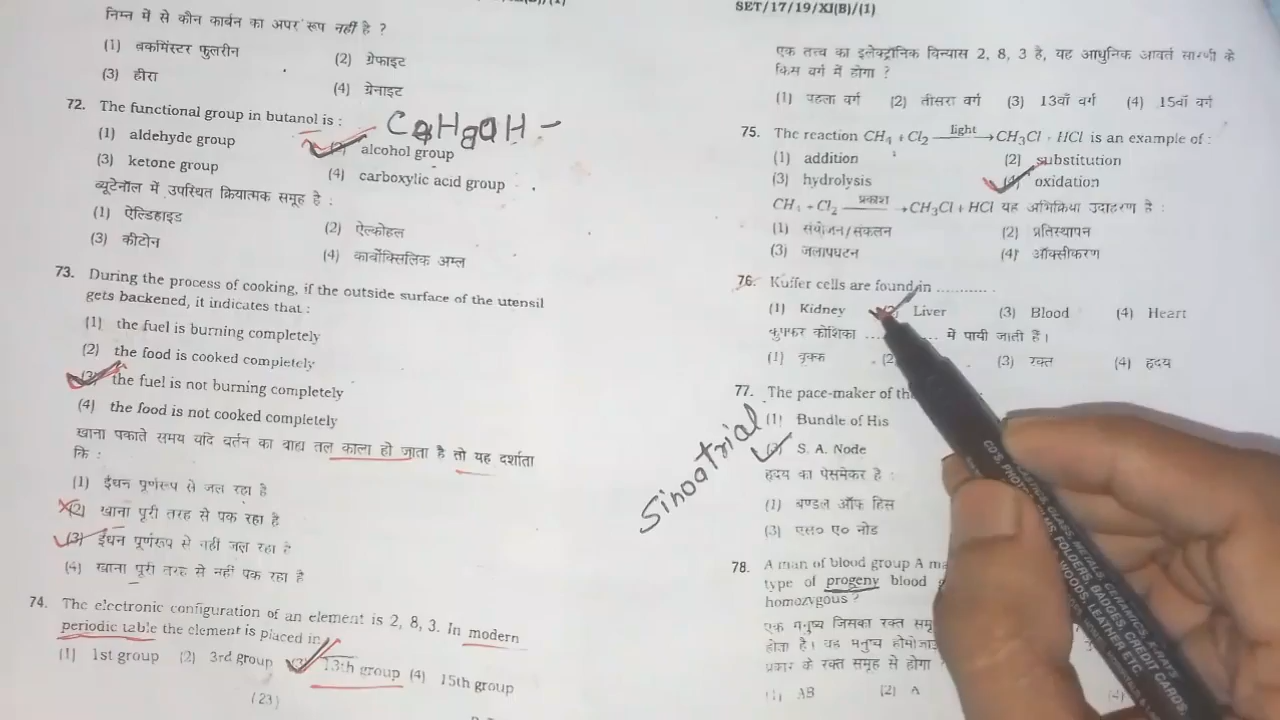 निम्न में से कौन कार्बन का अपर रूप नहीं है ?
(1) बकमिंस्टर फुलरीन (2) ग्रेफाइट
(3) हीरा (4) ग्रेनाइट
72. The functional group in butanol is :
C4H8OH -
(1) aldehyde group alcohol group
(3) ketone group (4) carboxylic acid group
ब्यूटेनॉल में उपस्थित क्रियात्मक समूह है :
(1) ऐल्डिहाइड (2) ऐल्कोहल
(3) कीटोन (4) कार्बोक्सिलिक अम्ल
73. During the process of cooking, if the outside surface of the utensil
gets backened, it indicates that :
(1) the fuel is burning completely
(2) the food is cooked completely
(3) the fuel is not burning completely
(4) the food is not cooked completely
खाना पकाते समय यदि बर्तन का बाह्य तल काला हो जाता है तो यह दर्शाता
कि :
(1) ईंधन पूर्णरूप से जल रहा है
(2) खाना पूरी तरह से पक रहा है
(3) ईंधन पूर्णरूप से नहीं जल रहा है
(4) खाना पूरी तरह से नहीं पक रहा है
74. The electronic configuration of an element is 2, 8, 3. In modern
periodic table the element is placed in
(1) 1st group (2) 3rd group (3) 13th group (4) 15th group
(23)
SET/17/19/XI(B)/(1)
एक तत्व का इलेक्ट्रॉनिक विन्यास 2, 8, 3 है, यह आधुनिक आवर्त सारणी के
किस वर्ग में होगा ?
(1) पहला वर्ग (2) तीसरा वर्ग (3) 13वाँ वर्ग (4) 15वाँ वर्ग
75. The reaction CH4 + Cl2 light → CH3Cl + HCl is an example of :
(1) addition (2) substitution
(3) hydrolysis (4) oxidation
CH4 + Cl2 प्रकाश → CH3Cl + HCl यह अभिक्रिया उदाहरण है :
(1) संयोजन/संकलन (2) प्रतिस्थापन
(3) जलापघटन (4) ऑक्सीकरण
76. Kuffer cells are found in ...........
(1) Kidney (2) Liver (3) Blood (4) Heart
कुफ्फर कोशिका ... में पायी जाती है।
(1) वृक्क (2) (3) रक्त (4) हृदय
77. The pace-maker of
(1) Bundle of His
S. A. Node
Sinoatrial
हृदय का पेसमेकर है :
(1) बण्डल ऑफ हिस
(3) एस० ए० नोड
78. A man of blood group A
type of progeny blood
homozygous ?
एक मनुष्य जिसका रक्त
होता है। वह मनुष्य
प्रकार के रक्त समूह से होगा
(1) AB (2) A (4)